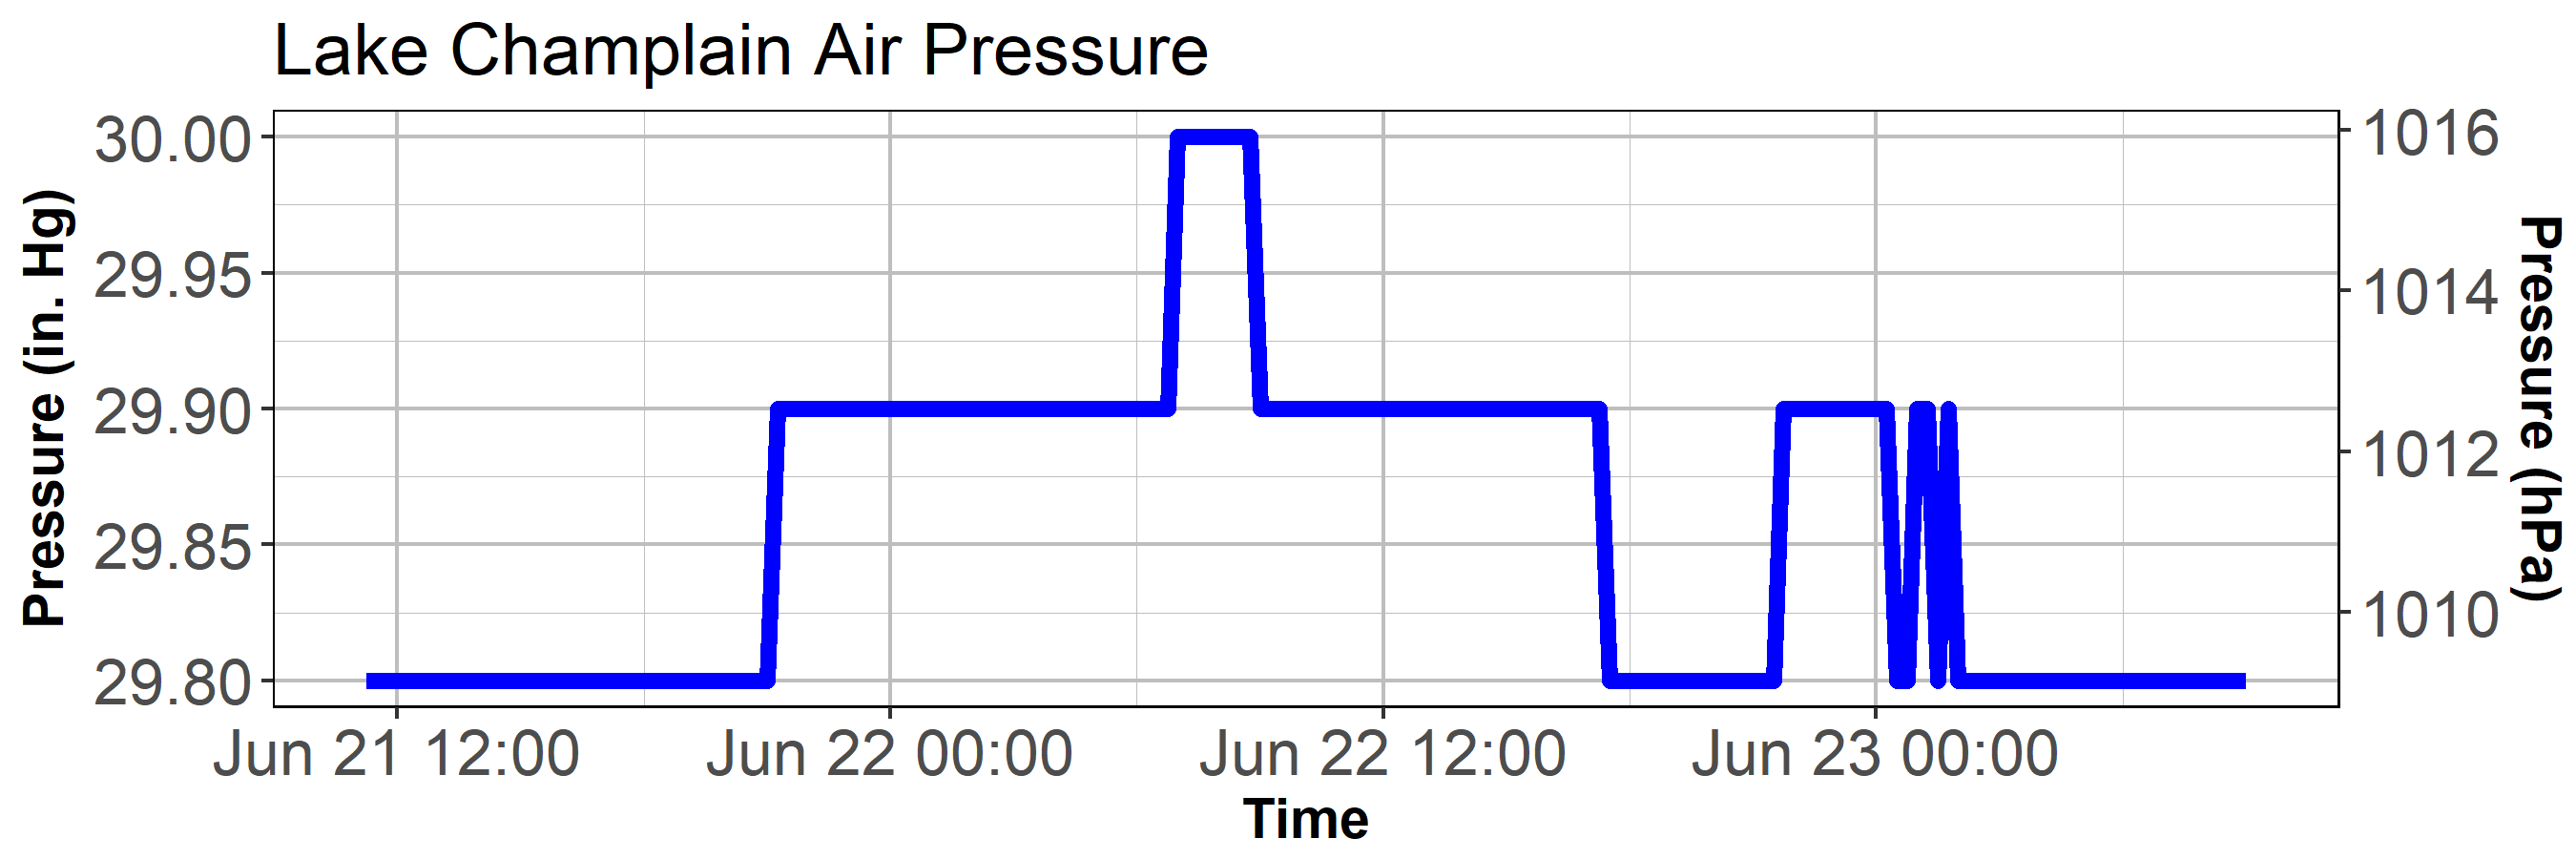 Lake Champlain Air Pressure
Pressure (in. Hg)
30.00
29.95
29.90
29.85
29.80
1016
1014
1012
1010
Pressure (hPa)
Jun 21 12:00
Jun 22 00:00
Jun 22 12:00
Jun 23 00:00
Time